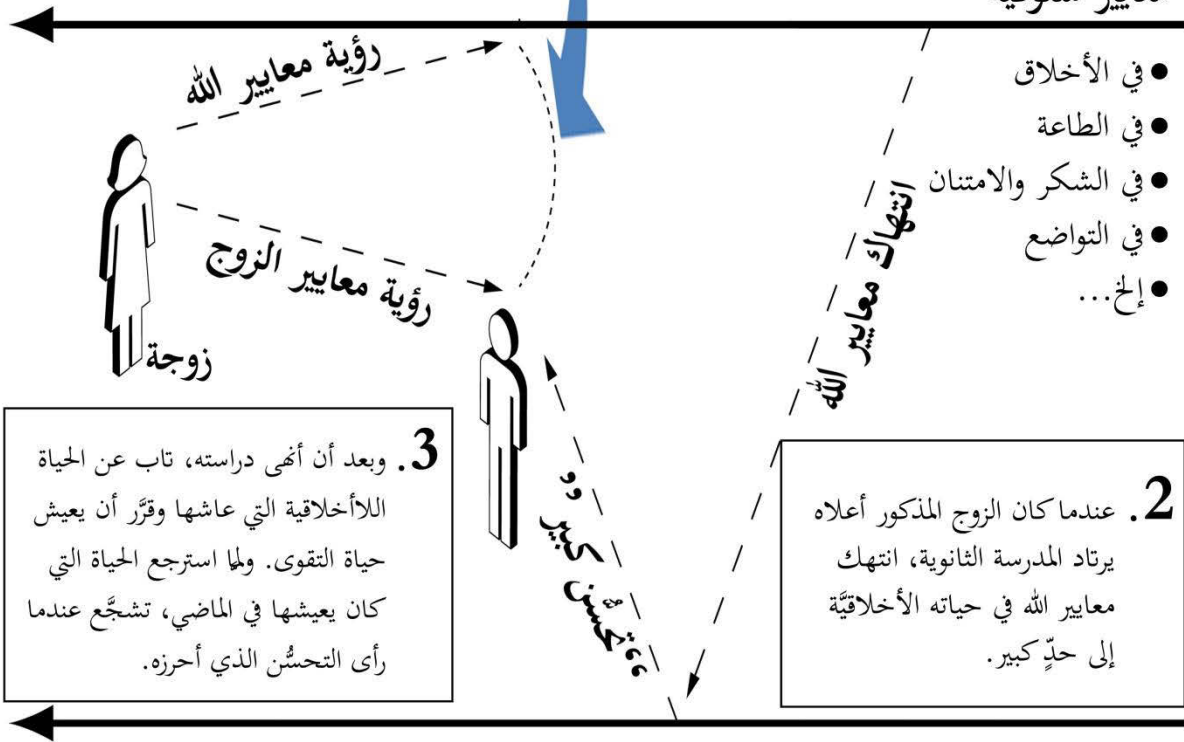 ● في الأخلاق
● في الطاعة
● في الشكر والامتنان
● في التواضع
● إلخ...
انتهاك معايير الله
رؤية معايير الله
رؤية معايير الزوج
زوجة
"تحسُّن كبير"
2. عندما كان الزوج المذكور أعلاه
يرتاد المدرسة الثانوية، انتهك
معايير الله في حياته الأخلاقيَّة
إلى حدٍّ كبير.
3. وبعد أن أنهى دراسته، تاب عن الحياة
اللاأخلاقية التي عاشها وقرَّر أن يعيش
حياة التقوى. ولما استرجع الحياة التي
كان يعيشها في الماضي، تشجَّع عندما
رأى التحسُّن الذي أحرزه.